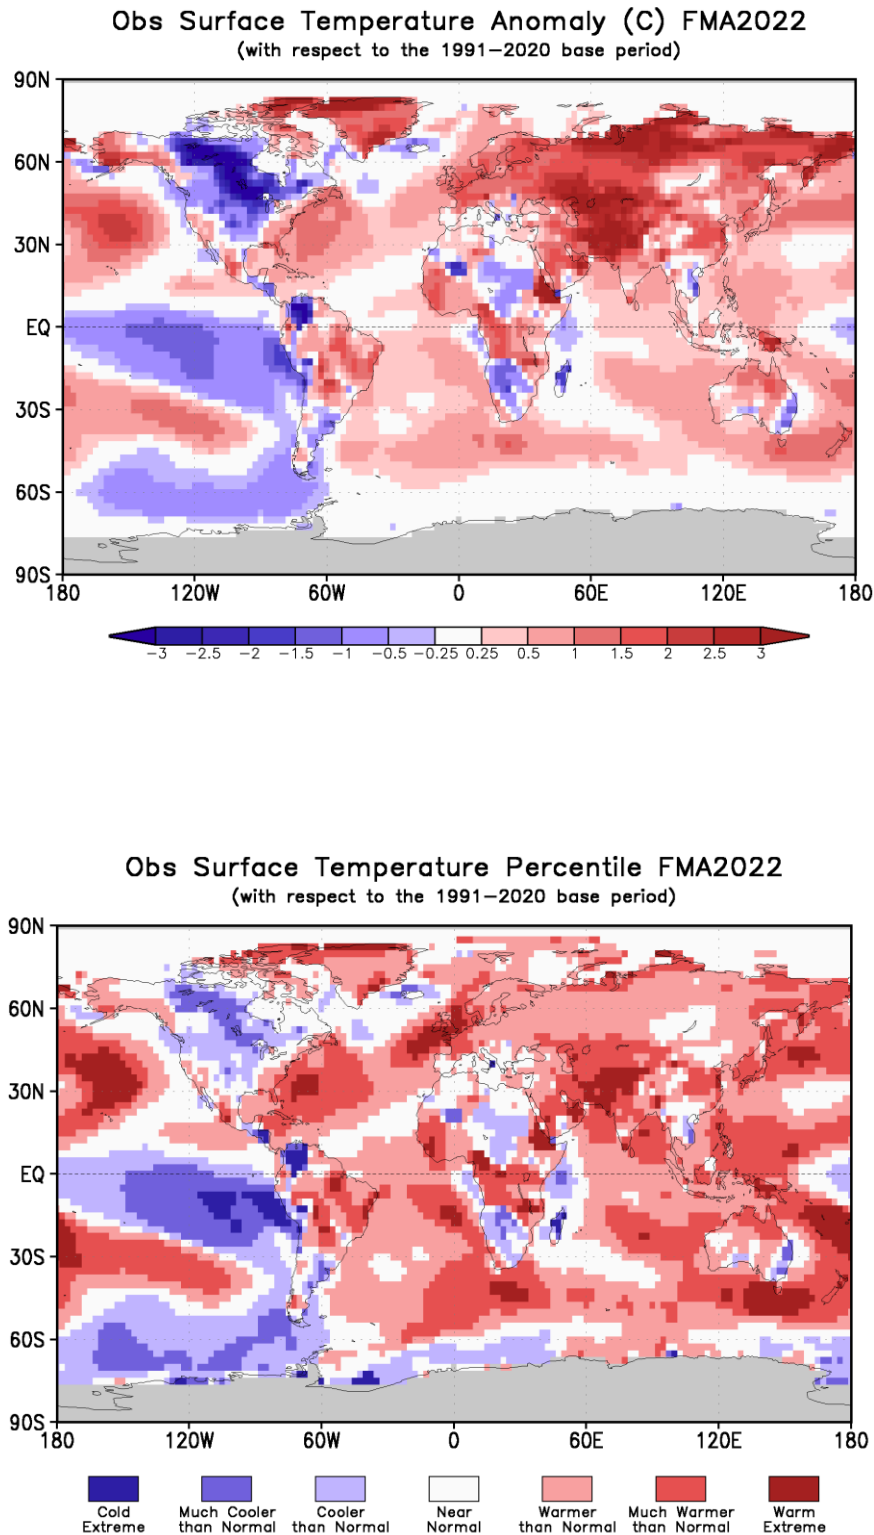 Obs Surface Temperature Anomaly (C) FMA2022
(with respect to the 1991-2020 base period)
90N
60N
30N
EQ
30S
60S
90S
180 120W 60W 0 60E 120E 180
-3 -2.5 -2 -1.5 -1 -0.5 -0.25 0.25 0.5 1 1.5 2 2.5 3
Obs Surface Temperature Percentile FMA2022
(with respect to the 1991-2020 base period)
90N
60N
30N
EQ
30S
60S
90S
180 120W 60W 0 60E 120E 180
Cold Much Cooler Cooler Near Warmer Much Warmer Warm
Extreme than Normal than Normal Normal than Normal than Normal Extreme